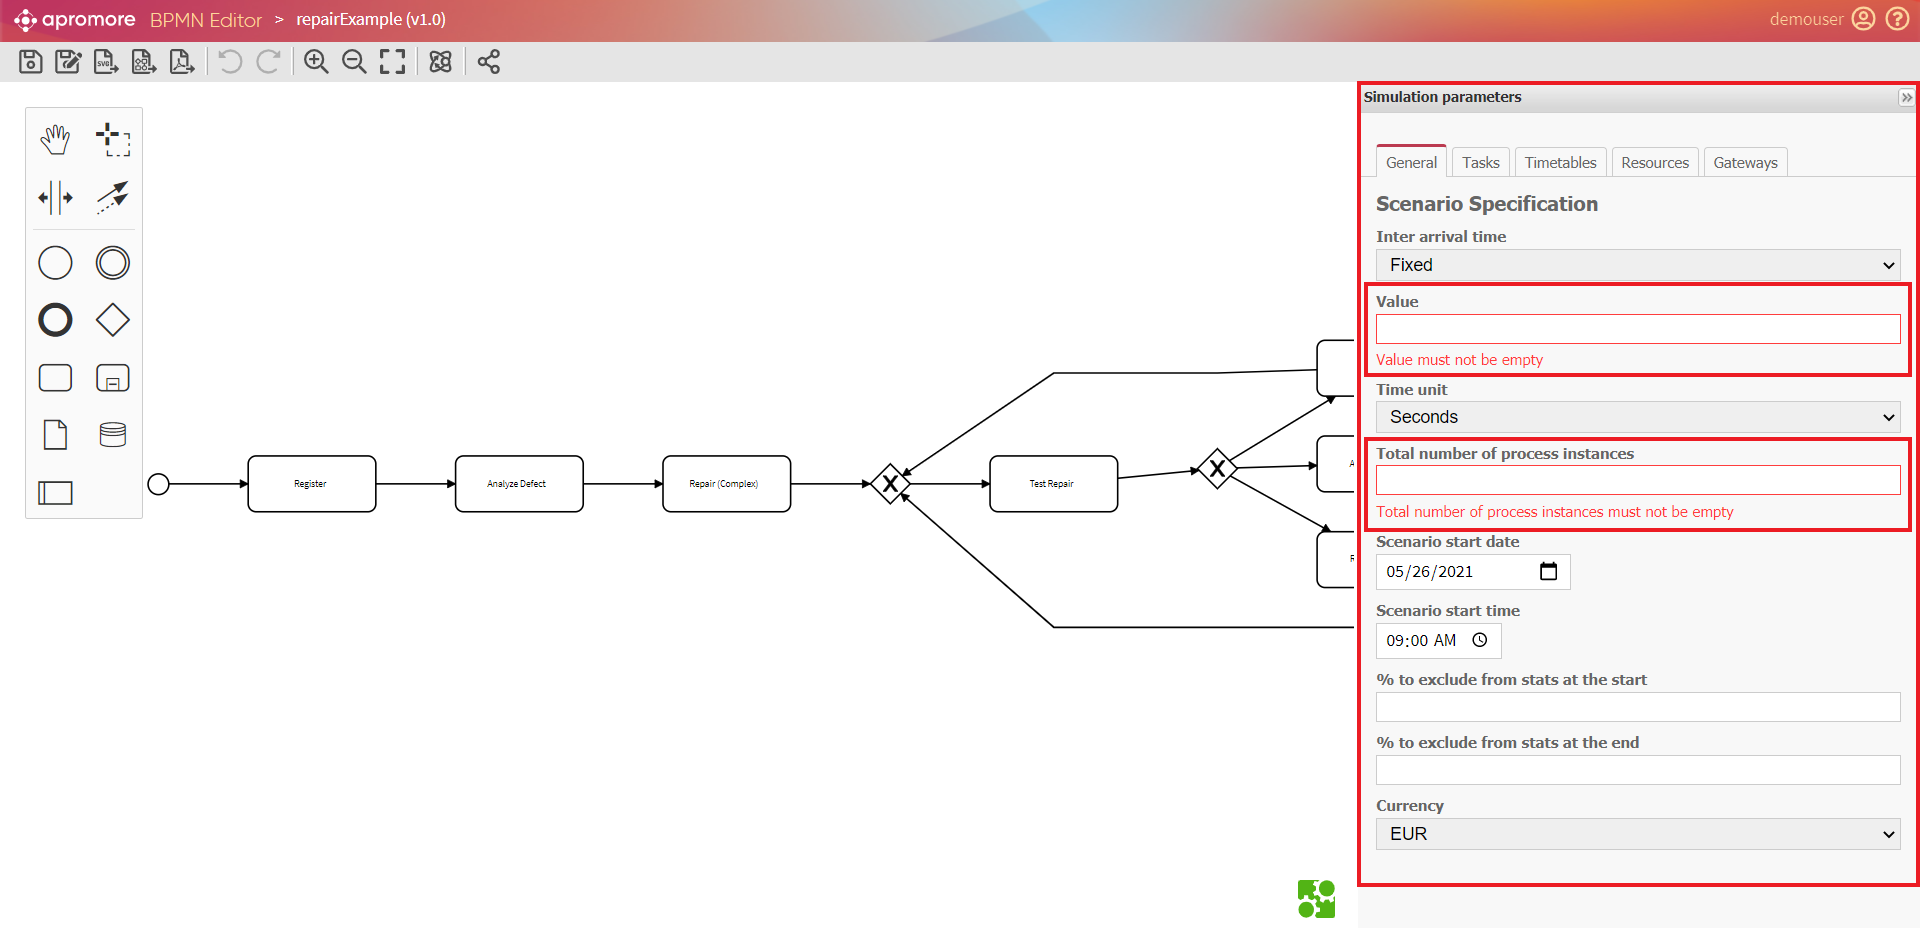 apromore BPMN Editor > repairExample (v1.0)
demouser
svg
Simulation parameters
General Tasks Timetables Resources Gateways
Scenario Specification
Inter arrival time
Fixed
Value
Value must not be empty
Time unit
Seconds
Total number of process instances
Total number of process instances must not be empty
Scenario start date
05/26/2021
Scenario start time
09:00 AM
% to exclude from stats at the start
% to exclude from stats at the end
Currency
EUR
Register
Analyze Defect
Repair (Complex)
X
Test Repair
X
A
R